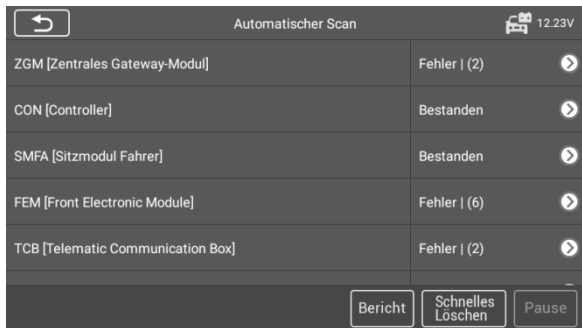 Automatischer Scan
12.23V
ZGM [Zentrales Gateway-Modul] Fehler | (2)
CON [Controller] Bestanden
SMFA [Sitzmodul Fahrer] Bestanden
FEM [Front Electronic Module] Fehler | (6)
TCB [Telematic Communication Box] Fehler | (2)
Bericht
Schnelles
Löschen
Pause